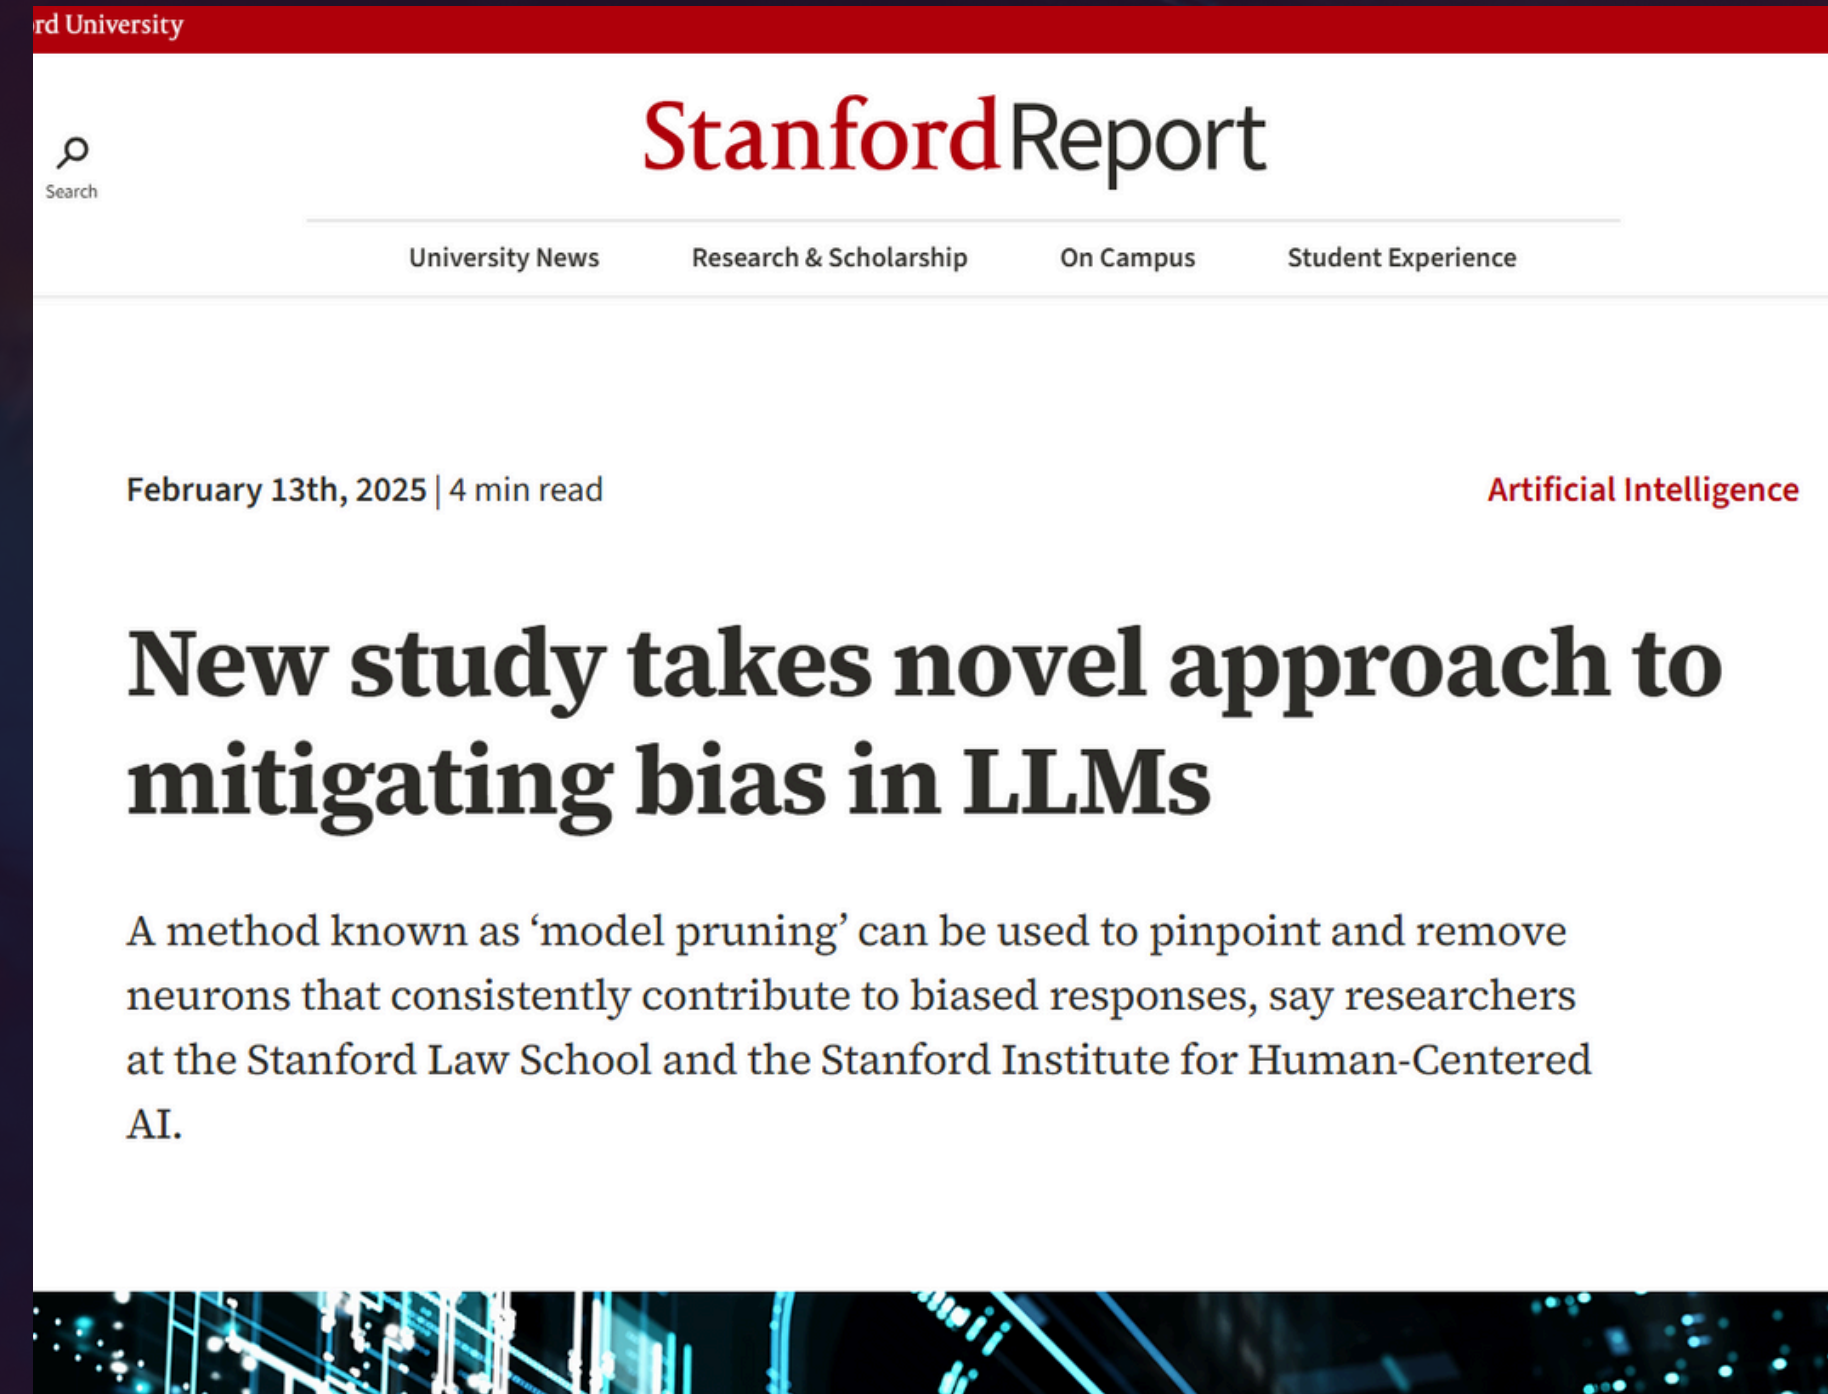 University
Search
StanfordReport
University News Research & Scholarship On Campus Student Experience
February 13th, 2025 | 4 min read
Artificial Intelligence
New study takes novel approach to
mitigating bias in LLMs
A method known as ‘model pruning’ can be used to pinpoint and remove
neurons that consistently contribute to biased responses, say researchers
at the Stanford Law School and the Stanford Institute for Human-Centered
AI.